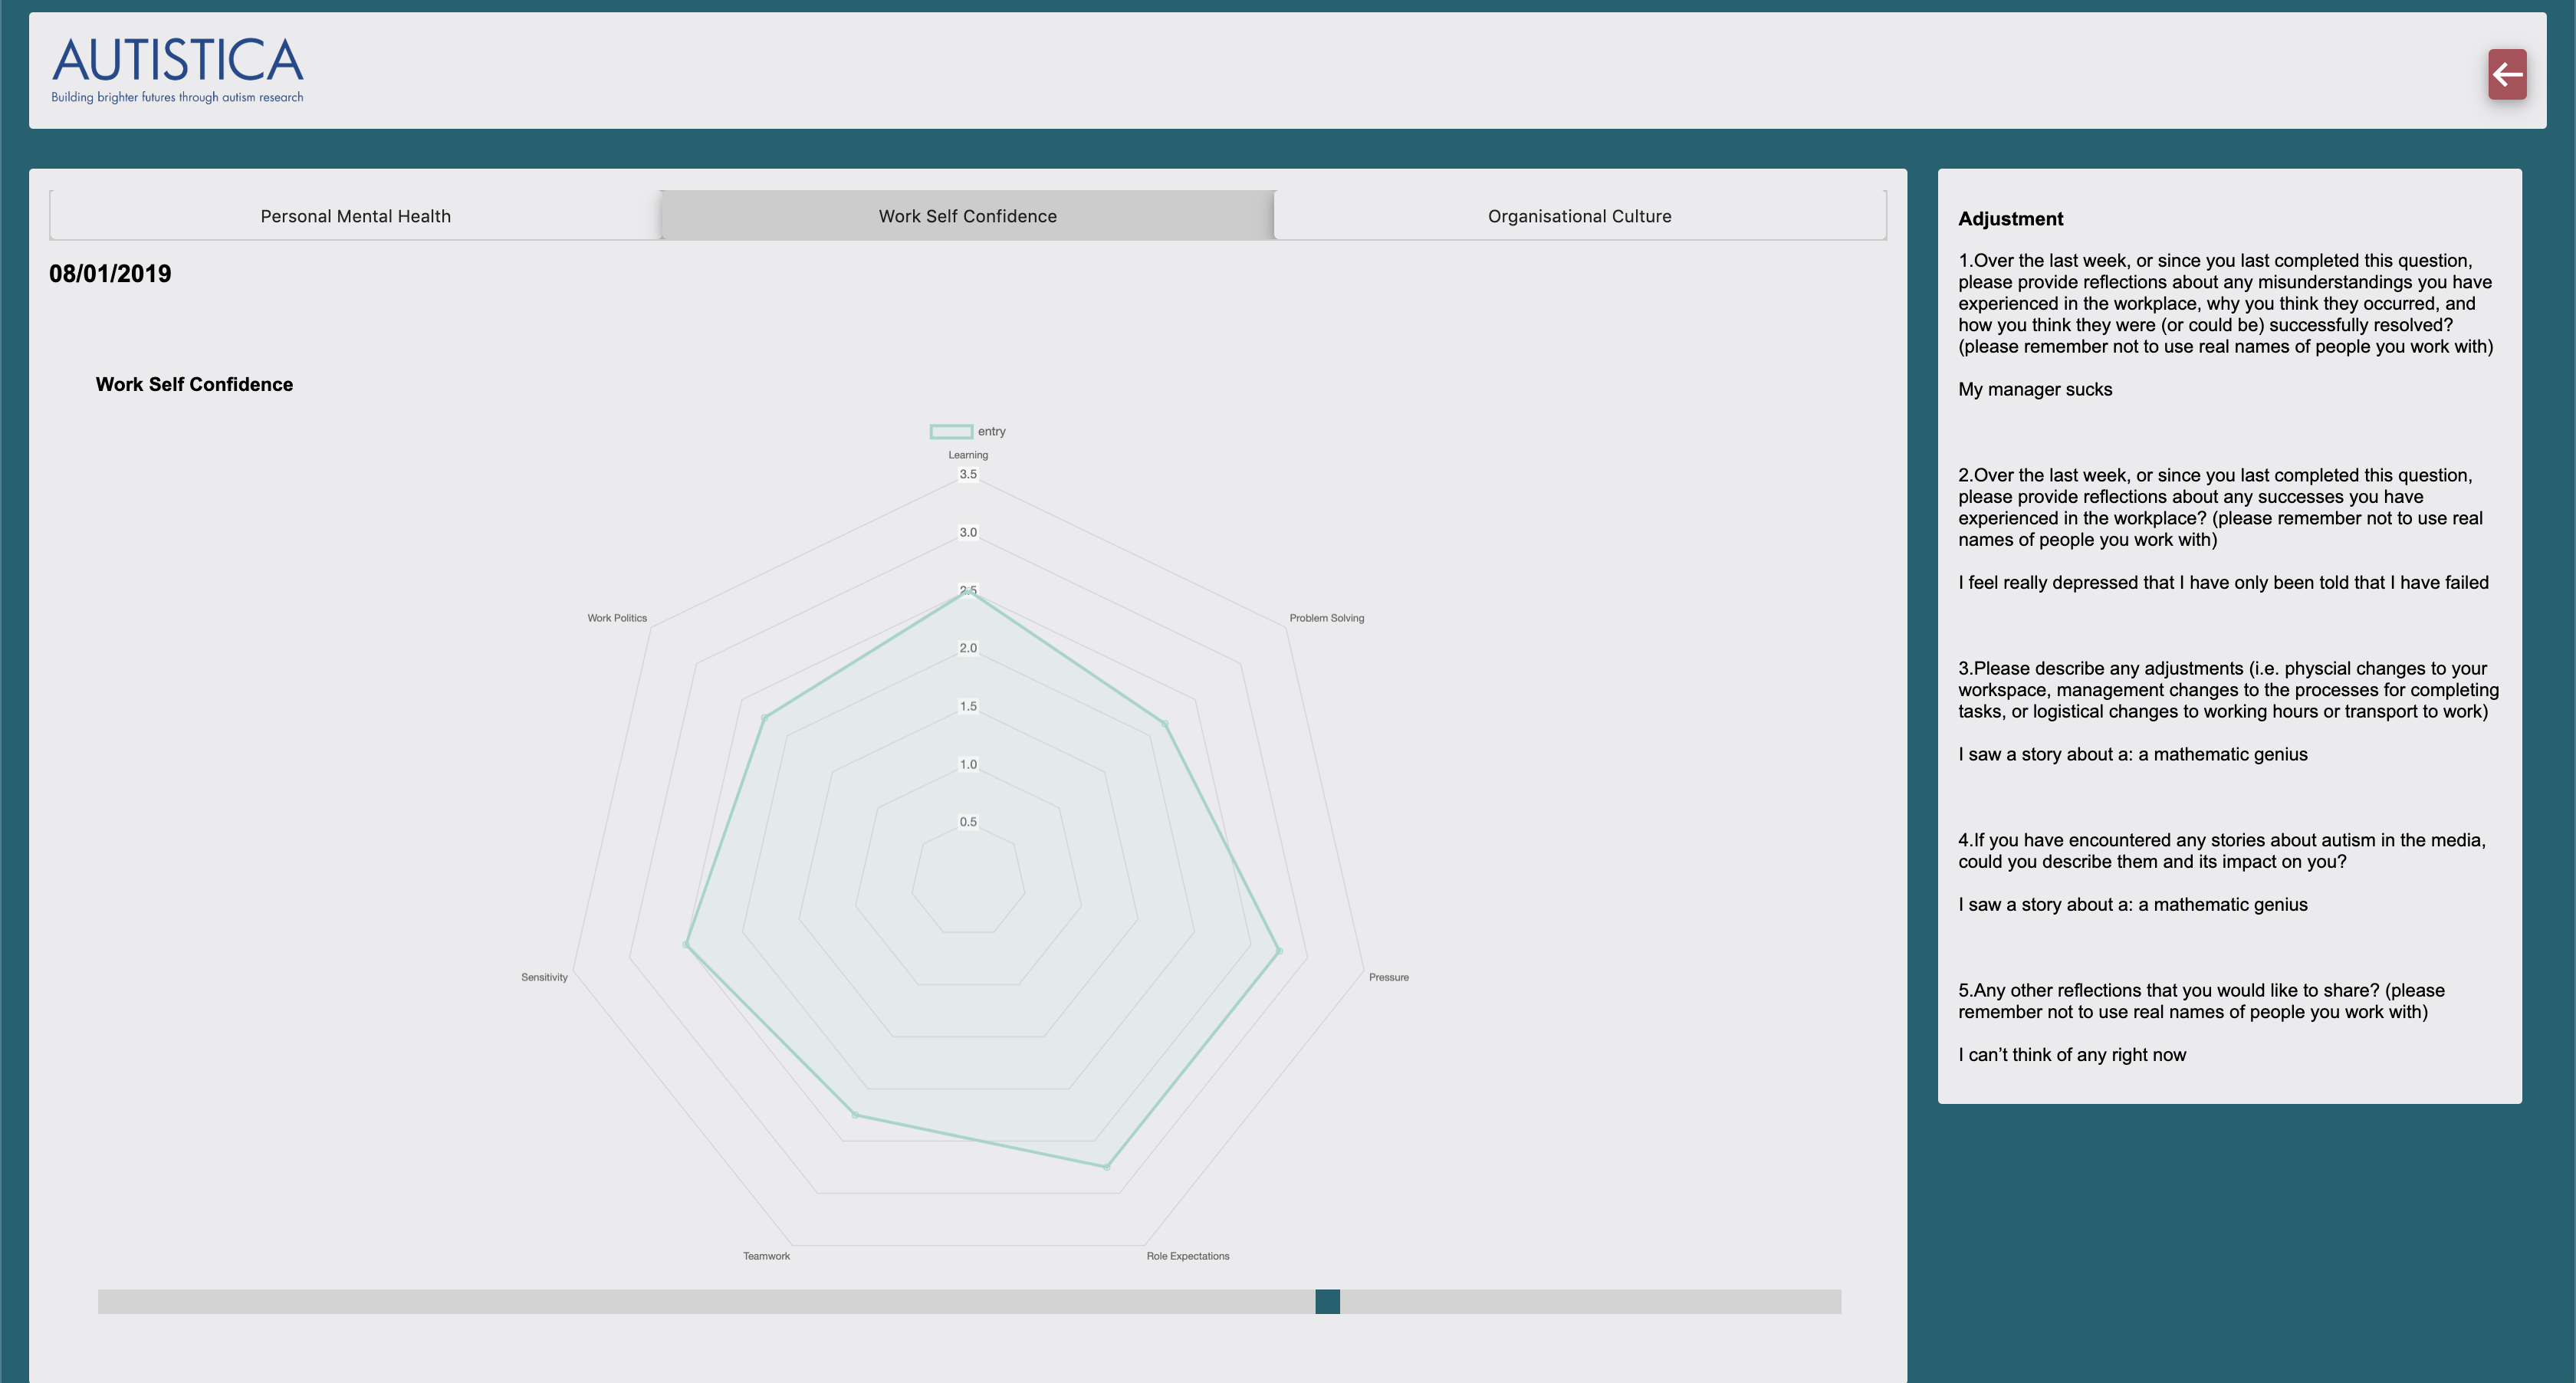 AUTISTICA
Building brighter futures through autism research
Personal Mental Health
Work Self Confidence
Organisational Culture
08/01/2019
Work Self Confidence
entry
Learning
3.5
3.0
2.5
2.0
1.5
1.0
0.5
Work Politics
Problem Solving
Sensitivity
Pressure
Teamwork
Role Expectations
Adjustment
1.Over the last week, or since you last completed this question,
please provide reflections about any misunderstandings you have
experienced in the workplace, why you think they occurred, and
how you think they were (or could be) successfully resolved?
(please remember not to use real names of people you work with)
My manager sucks
2.Over the last week, or since you last completed this question,
please provide reflections about any successes you have
experienced in the workplace? (please remember not to use real
names of people you work with)
I feel really depressed that I have only been told that I have failed
3.Please describe any adjustments (i.e. physcial changes to your
workspace, management changes to the processes for completing
tasks, or logistical changes to working hours or transport to work)
I saw a story about a: a mathematic genius
4.If you have encountered any stories about autism in the media,
could you describe them and its impact on you?
I saw a story about a: a mathematic genius
5.Any other reflections that you would like to share? (please
remember not to use real names of people you work with)
I can’t think of any right now